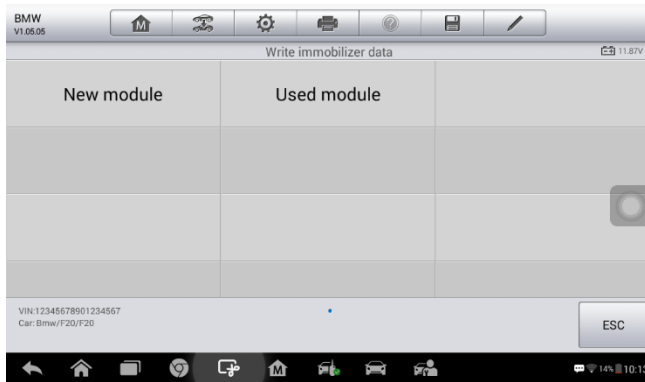 BMW
V1.05.05
Write immobilizer data
11.87V
New module
Used module
VIN:12345678901234567
Car: Bmw/F20/F20
ESC
14%